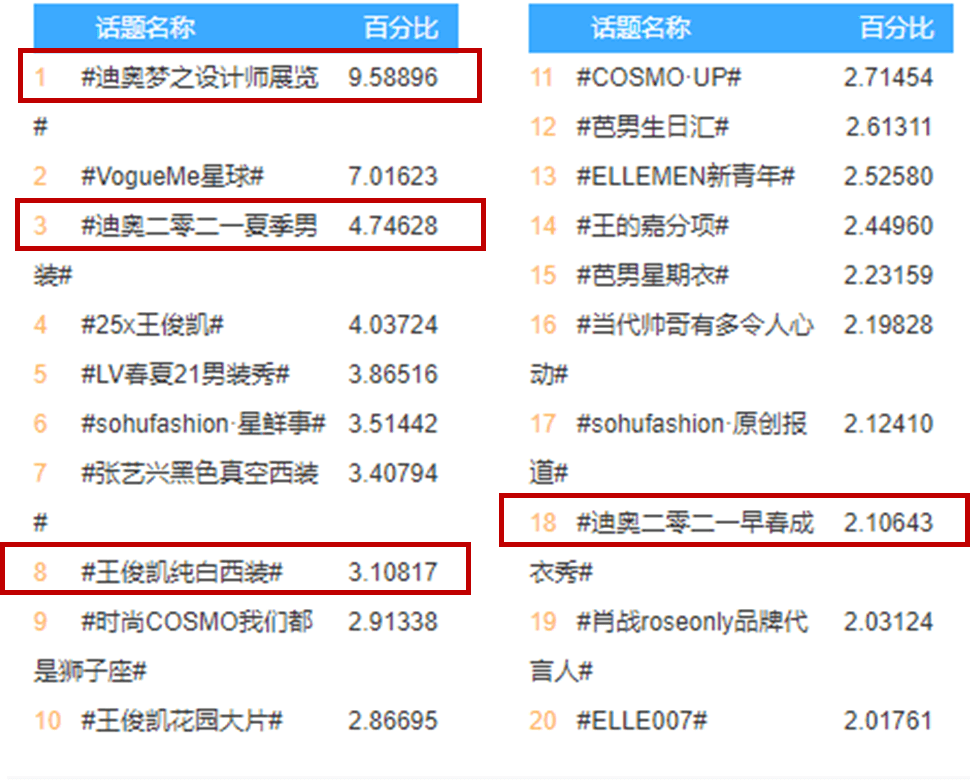 话题名称 百分比
1 #迪奥梦之设计师展览 9.58896
#
2 #VogueMe星球# 7.01623
3 #迪奥二零二一夏季男 4.74628
装#
4 #25x王俊凯# 4.03724
5 #LV春夏21男装秀# 3.86516
6 #sohufashion·星鲜事# 3.51442
7 #张艺兴黑色真空西装 3.40794
#
8 #王俊凯纯白西装# 3.10817
9 #时尚COSMO我们都 2.91338
是狮子座#
10 #王俊凯花园大片# 2.86695
话题名称 百分比
11 #COSMO·UP# 2.71454
12 #芭男生日汇# 2.61311
13 #ELLEMEN新青年# 2.52580
14 #王的嘉分项# 2.44960
15 #芭男星期衣# 2.23159
16 #当代帅哥有多令人心 2.19828
动#
17 #sohufashion·原创报 2.12410
道#
18 #迪奥二零二一早春成 2.10643
衣秀#
19 #肖战roseonly品牌代 2.03124
言人#
20 #ELLE007# 2.01761